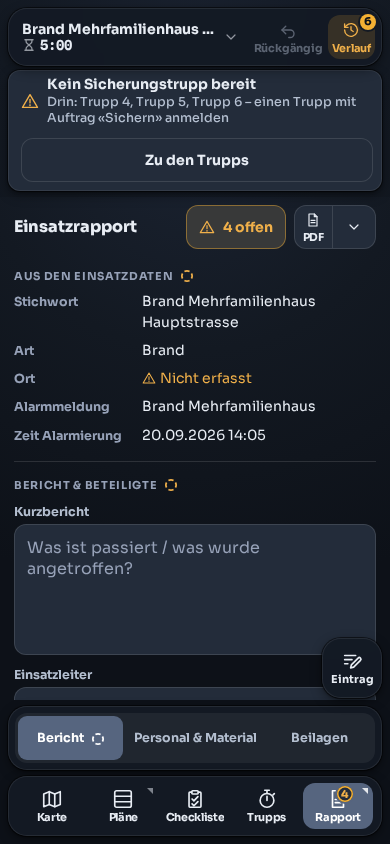 Brand Mehrfamilienhaus ...
5:00
Rückgängig
Verlauf
6
Kein Sicherungstrupp bereit
Drin: Trupp 4, Trupp 5, Trupp 6 – einen Trupp mit
Auftrag «Sichern» anmelden
Zu den Trupps
Einsatzrapport
4 offen
PDF
AUS DEN EINSATZDATEN
Stichwort
Brand Mehrfamilienhaus
Hauptstrasse
Art
Brand
Ort
Nicht erfasst
Alarmmeldung
Brand Mehrfamilienhaus
Zeit Alarmierung
20.09.2026 14:05
BERICHT & BETEILIGTE
Kurzbericht
Was ist passiert / was wurde
angetroffen?
Einsatzleiter
Eintrag
Bericht
Personal & Material
Beilagen
Karte
Pläne
Checkliste
Trupps
4
Rapport